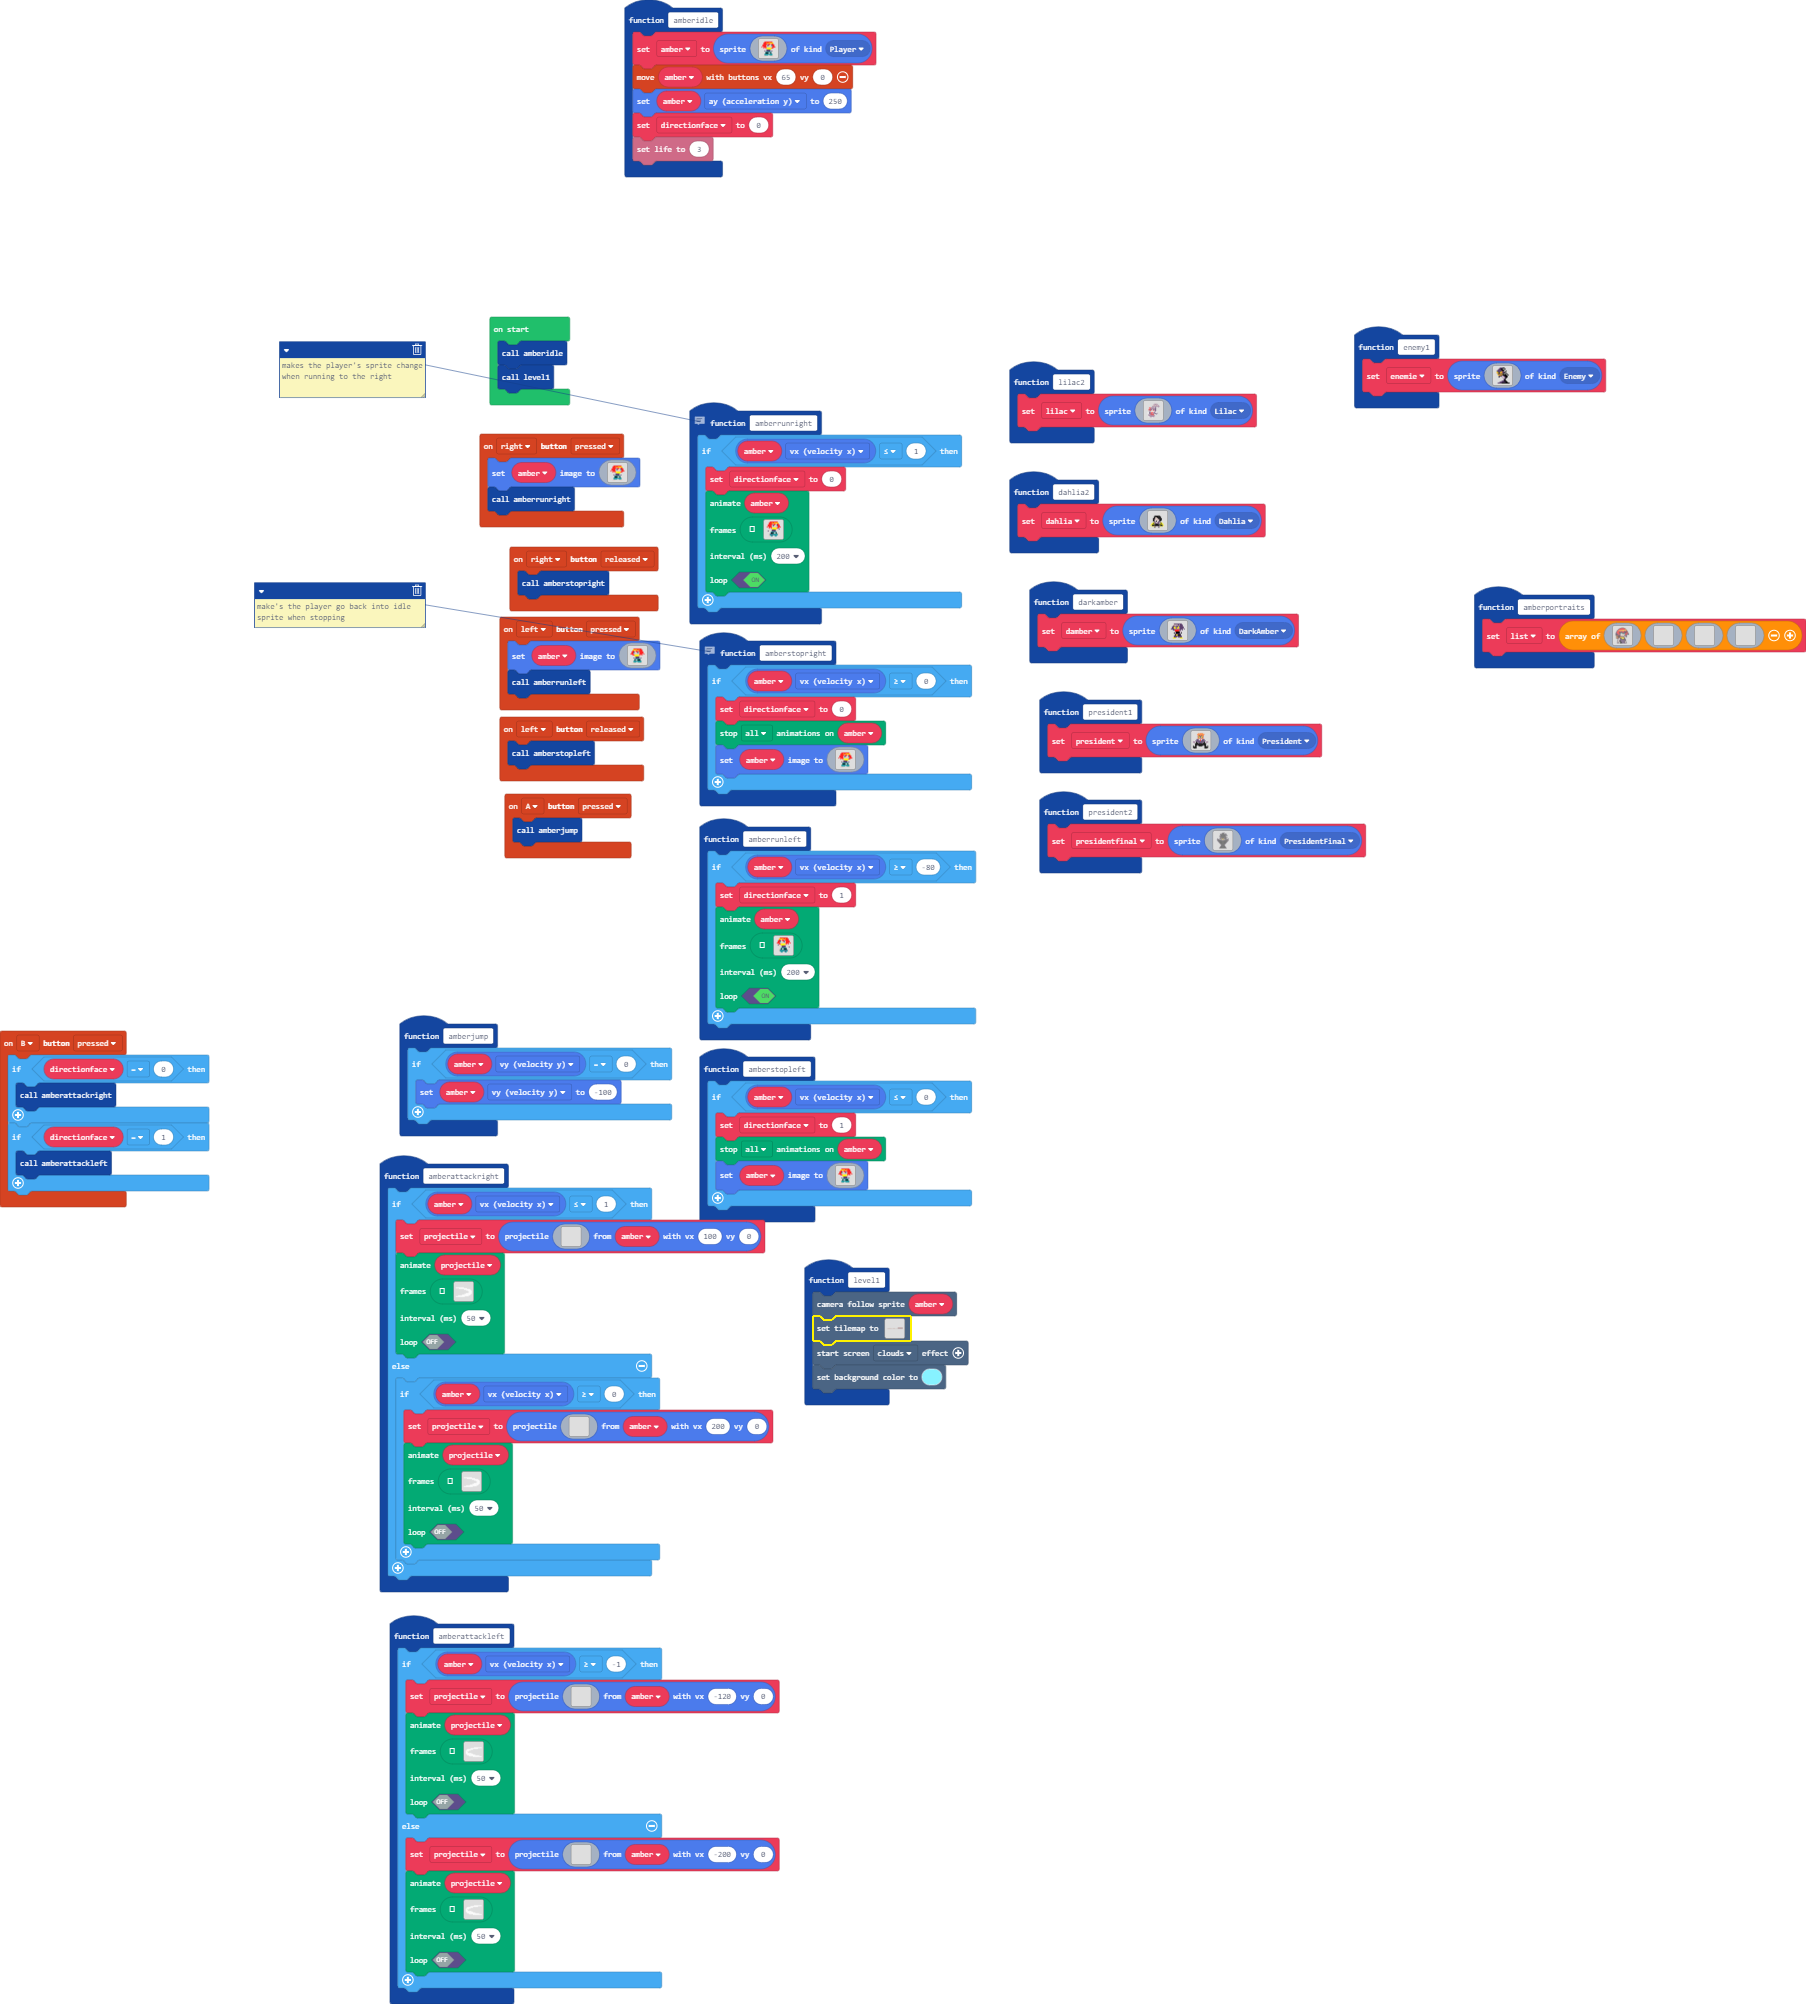 function amberidle
set amber to sprite of kind Player
move amber with buttons vx 65 vy 0
set amber ay (acceleration y) to 250
set directionface to 0
set life to 3
on start
call amberidle
call level1
makes the player's sprite change
when running to the right
on right button pressed
set amber image to
call amberrunright
on right button released
call amberstopright
make's the player go back into idle
sprite when stopping
on left button pressed
set amber image to
call amberrunleft
on left button released
call amberstopleft
on A button pressed
call amberjump
function amberrunright
if amber vx (velocity x) ≤ 1 then
set directionface to 0
animate amber
frames
interval (ms) 200
loop ON
function amberstopright
if amber vx (velocity x) ≥ 0 then
set directionface to 0
stop all animations on amber
set amber image to
function amberrunleft
if amber vx (velocity x) ≥ -80 then
set directionface to 1
animate amber
frames
interval (ms) 200
loop ON
function amberstopleft
if amber vx (velocity x) ≤ 0 then
set directionface to 1
stop all animations on amber
set amber image to
function lilac2
set lilac to sprite of kind Lilac
function dahlia2
set dahlia to sprite of kind Dahlia
function darkamber
set damber to sprite of kind DarkAmber
function president1
set president to sprite of kind President
function president2
set presidentfinal to sprite of kind PresidentFinal
function enemy1
set enemie to sprite of kind Enemy
function amberportraits
set list to array of
on B button pressed
if directionface = 0 then
call amberattackright
if directionface = 1 then
call amberattackleft
function amberjump
if amber vy (velocity y) = 0 then
set amber vy (velocity y) to -100
function amberattackright
if amber vx (velocity x) ≤ 1 then
set projectile to projectile from amber with vx 100 vy 0
animate projectile
frames
interval (ms) 50
loop OFF
else
if amber vx (velocity x) ≥ 0 then
set projectile to projectile from amber with vx 200 vy 0
animate projectile
frames
interval (ms) 50
loop OFF
function level1
camera follow sprite amber
set tilemap to
start screen clouds effect
set background color to
function amberattackleft
if amber vx (velocity x) ≥ -1 then
set projectile to projectile from amber with vx -120 vy 0
animate projectile
frames
interval (ms) 50
loop OFF
else
set projectile to projectile from amber with vx -200 vy 0
animate projectile
frames
interval (ms) 50
loop OFF